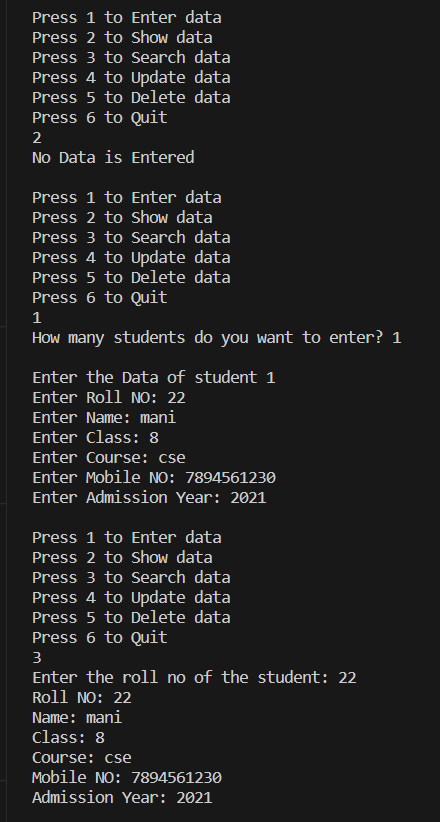 Press 1 to Enter data
Press 2 to Show data
Press 3 to Search data
Press 4 to Update data
Press 5 to Delete data
Press 6 to Quit
2
No Data is Entered
Press 1 to Enter data
Press 2 to Show data
Press 3 to Search data
Press 4 to Update data
Press 5 to Delete data
Press 6 to Quit
1
How many students do you want to enter? 1
Enter the Data of student 1
Enter Roll NO: 22
Enter Name: mani
Enter Class: 8
Enter Course: cse
Enter Mobile NO: 7894561230
Enter Admission Year: 2021
Press 1 to Enter data
Press 2 to Show data
Press 3 to Search data
Press 4 to Update data
Press 5 to Delete data
Press 6 to Quit
3
Enter the roll no of the student: 22
Roll NO: 22
Name: mani
Class: 8
Course: cse
Mobile NO: 7894561230
Admission Year: 2021